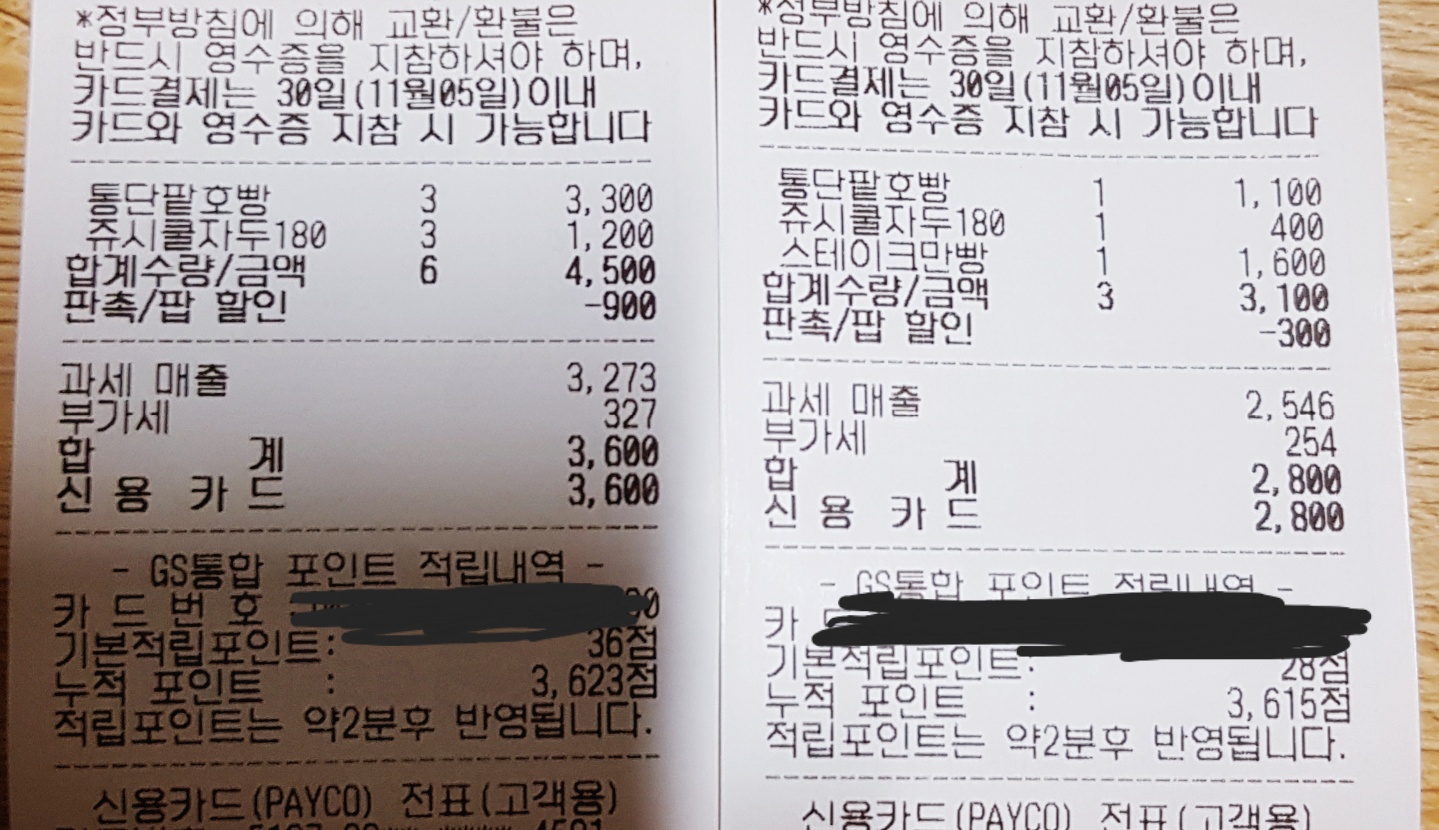 *정부방침에 의해 교환/환불은
반드시 영수증을 지참하셔야 하며,
카드결제는 30일(11월05일)이내
카드와 영수증 지참 시 가능합니다
통단팥호빵 3 3,300
쥬시쿨자두180 3 1,200
합계수량/금액 6 4,500
판촉/팝 할인 -900
과세 매출 3,273
부가세 327
합 계 3,600
신 용 카 드 3,600
- GS통합 포인트 적립내역 -
카 드 번 호
기본적립포인트: 36점
누적 포인트 : 3,623점
적립포인트는 약2분후 반영됩니다.
신용카드(PAYCO) 전표(고객용)
*정부방침에 의해 교환/환불은
반드시 영수증을 지참하셔야 하며,
카드결제는 30일(11월05일)이내
카드와 영수증 지참 시 가능합니다
통단팥호빵 1 1,100
쥬시쿨자두180 1 400
스테이크만빵 1 1,600
합계수량/금액 3 3,100
판촉/팝 할인 -300
과세 매출 2,546
부가세 254
합 계 2,800
신 용 카 드 2,800
- GS통합 포인트 적립내역 -
카
기본적립포인트: 28점
누적 포인트 : 3,615점
적립포인트는 약2분후 반영됩니다.
신용카드(PAYCO) 전표(고객용)